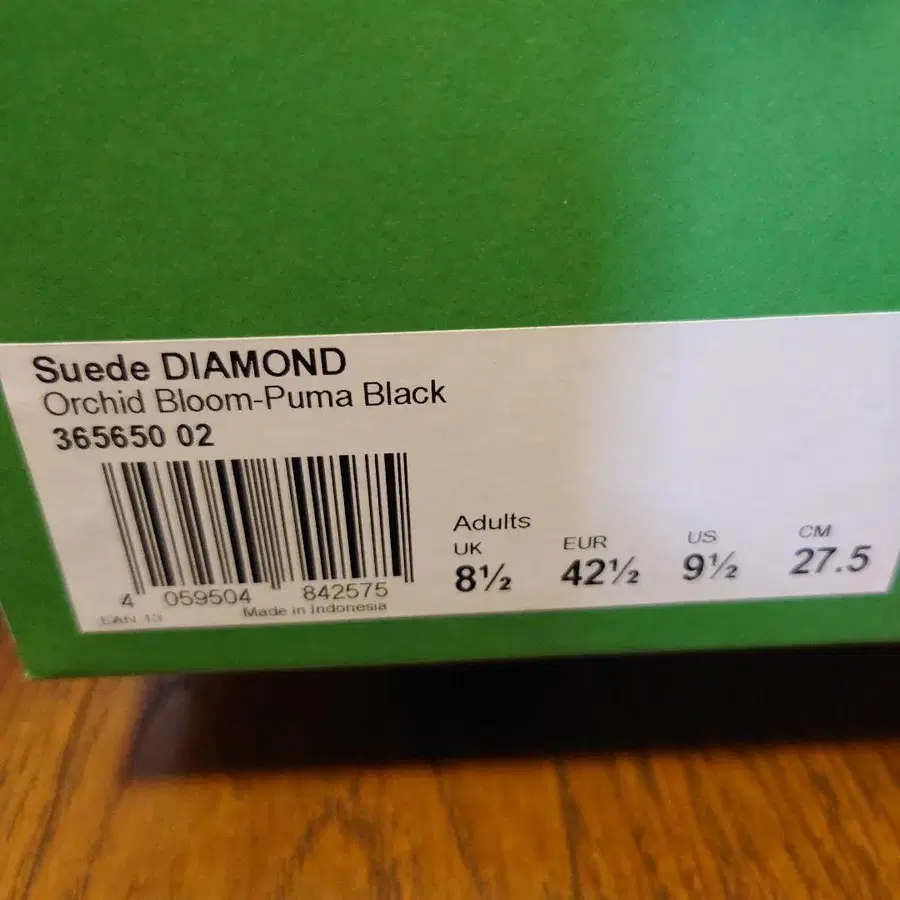 Suede DIAMOND
Orchid Bloom-Puma Black
365650 02
4 059504 842575
EAN 13
Made in Indonesia
Adults
UK EUR US CM
8½ 42½ 9½ 27.5